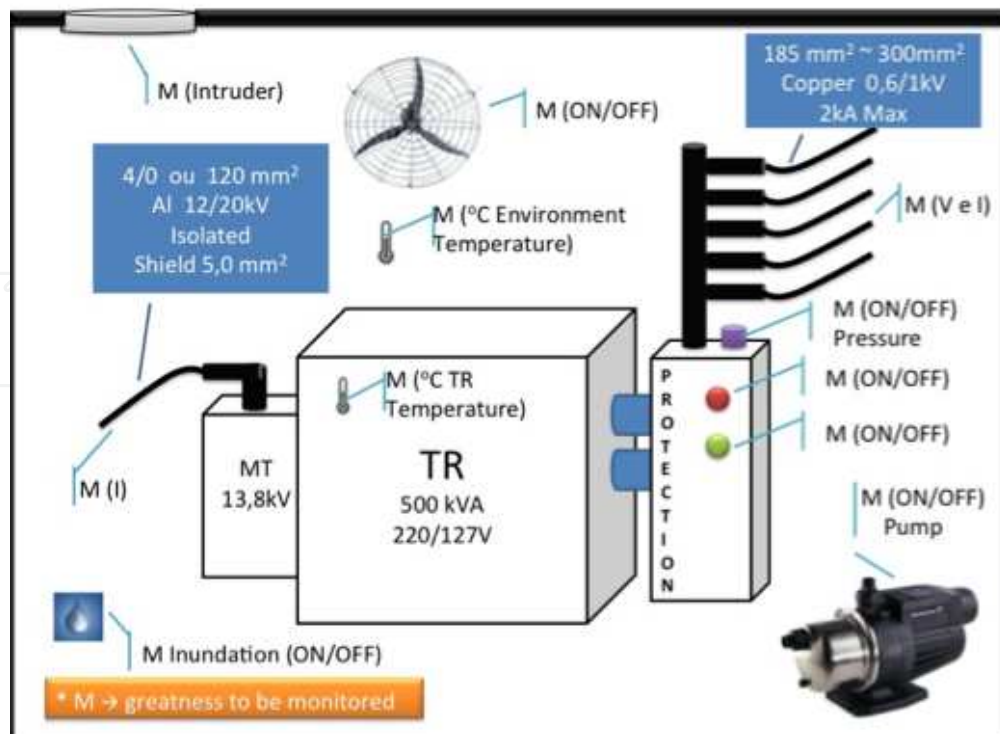 M (Intruder)
M (ON/OFF)
185 mm² ~ 300mm²
Copper 0,6/1kV
2kA Max
4/0 ou 120 mm²
Al 12/20kV
Isolated
Shield 5,0 mm²
M (V e I)
M (ºC Environment
Temperature)
M (ON/OFF)
Pressure
M (ºC TR
Temperature)
M (ON/OFF)
M (ON/OFF)
PROTECTION
TR
500 kVA
220/127V
MT
13,8kV
M (I)
M (ON/OFF)
Pump
M Inundation (ON/OFF)
* M → greatness to be monitored